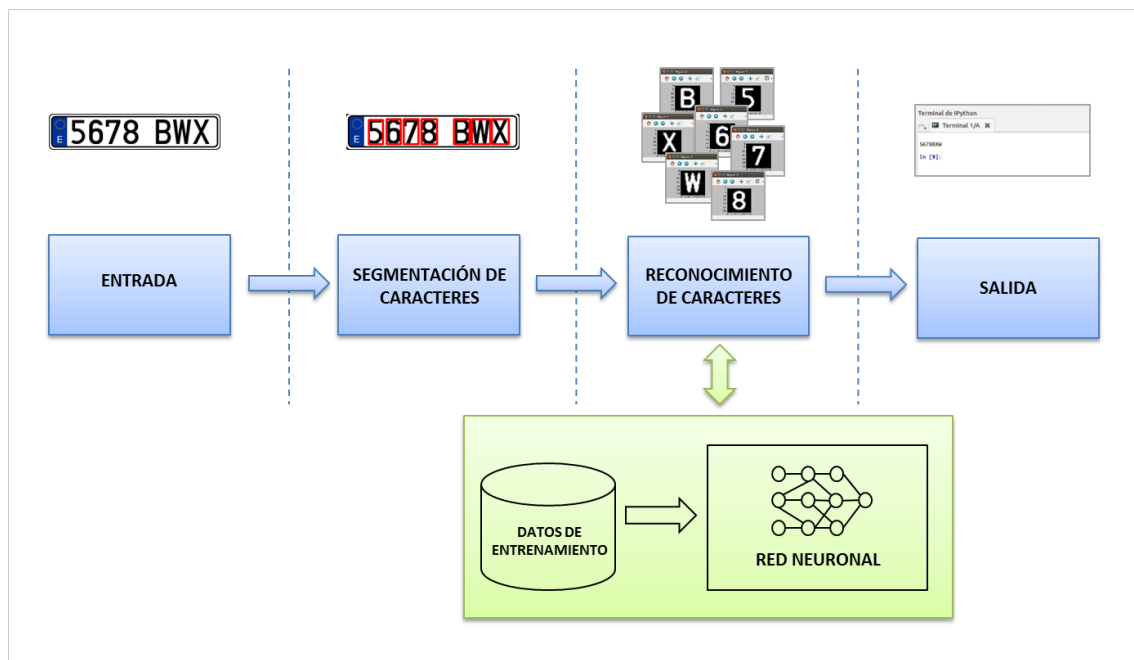 E 5678 BWX
E 5678 BWX
B
5
X
6
7
W
8
Terminal de IPython
Terminal 1/A
5678BXW
In [9]:
ENTRADA
SEGMENTACIÓN DE
CARACTERES
RECONOCIMIENTO
DE CARACTERES
SALIDA
DATOS DE
ENTRENAMIENTO
RED NEURONAL